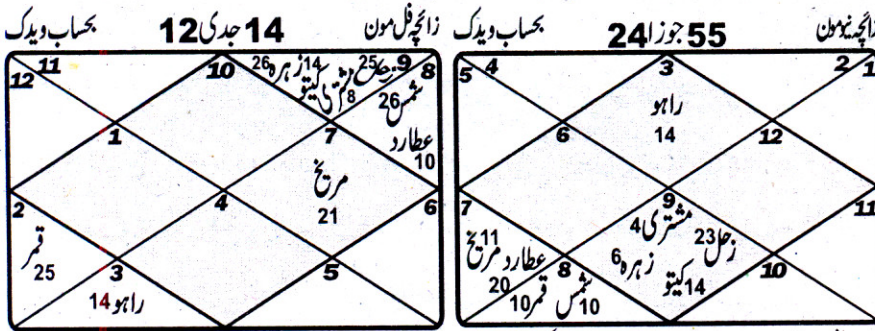 زائچہ نیومون 55 جوزا 24 بحساب ویدک
1
2
3
4
5
راہو
14
6
12
7
9
11
مشتری 4
زحل 23
زہرہ 6
کیتو 14
مریخ 11
عطارد
20
8
10
شمس 10
قمر 10
زائچہ فل مون 14 جدی 12 بحساب ویدک
8
9
10
11
12
زحل 25
مشتری 8
کیتو 14
زہرہ 26
شمس
26
عطارد
10
7
1
مریخ
21
2
4
6
قمر
25
3
5
راہو 14